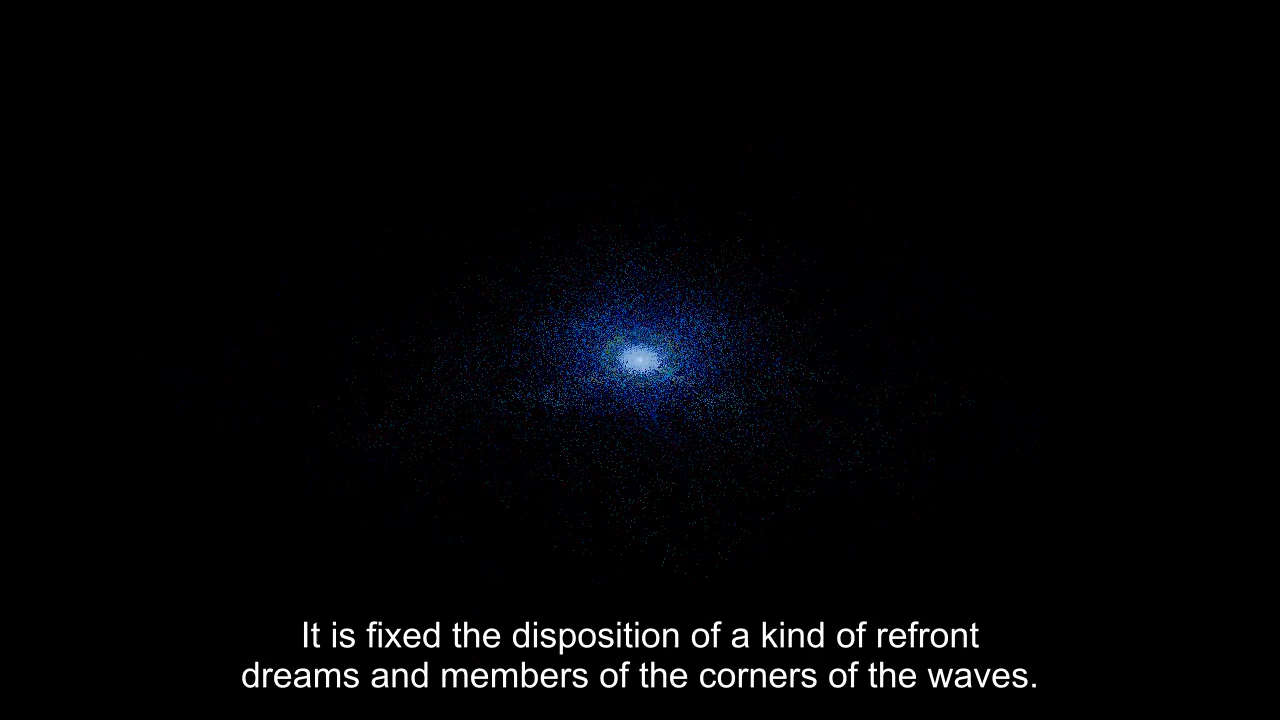 It is fixed the disposition of a kind of refront
dreams and members of the corners of the waves.